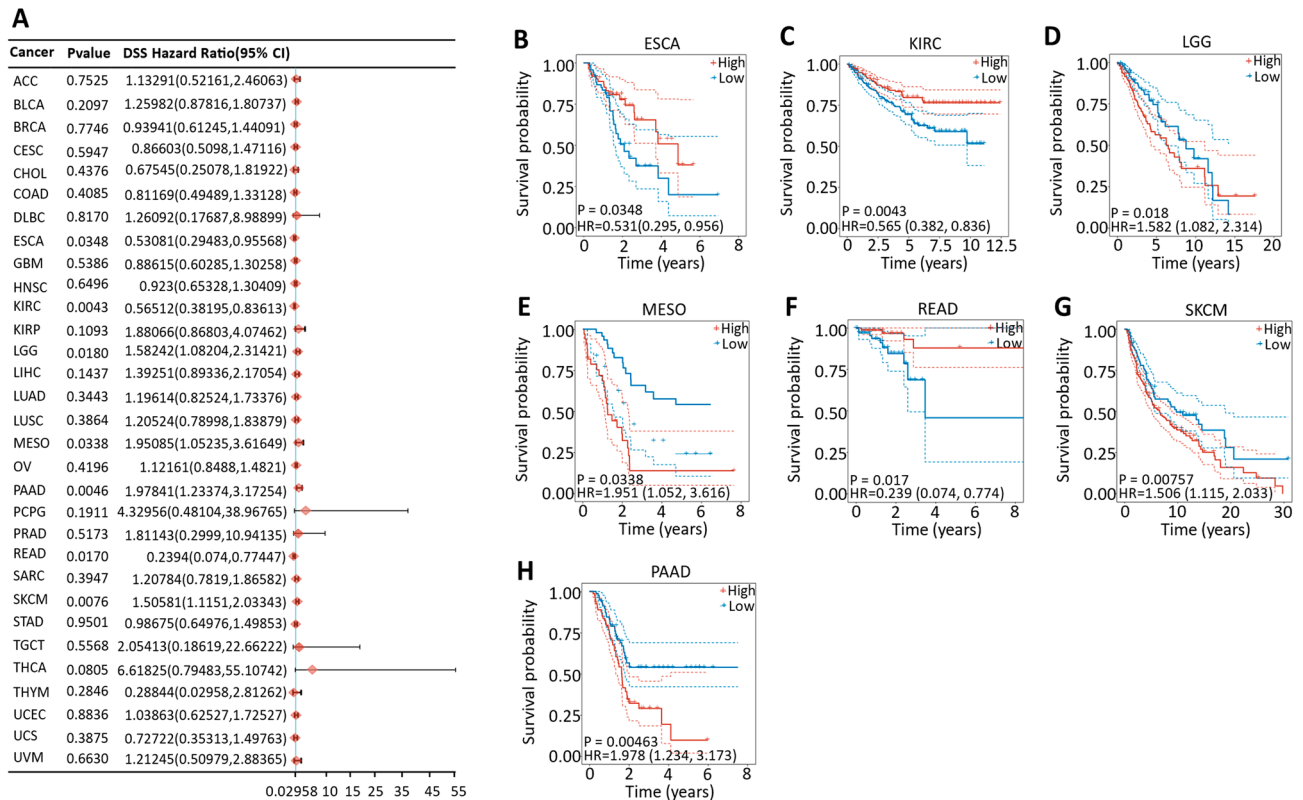 A
Cancer Pvalue DSS Hazard Ratio(95% CI)
ACC 0.7525 1.13291(0.52161,2.46063)
BLCA 0.2097 1.25982(0.87816,1.80737)
BRCA 0.7746 0.93941(0.61245,1.44091)
CESC 0.5947 0.86603(0.5098,1.47116)
CHOL 0.4376 0.67545(0.25078,1.81922)
COAD 0.4085 0.81169(0.49489,1.33128)
DLBC 0.8170 1.26092(0.17687,8.98899)
ESCA 0.0348 0.53081(0.29483,0.95568)
GBM 0.5386 0.88615(0.60285,1.30258)
HNSC 0.6496 0.923(0.65328,1.30409)
KIRC 0.0043 0.56512(0.38195,0.83613)
KIRP 0.1093 1.88066(0.86803,4.07462)
LGG 0.0180 1.58242(1.08204,2.31421)
LIHC 0.1437 1.39251(0.89336,2.17054)
LUAD 0.3443 1.19614(0.82524,1.73376)
LUSC 0.3864 1.20524(0.78998,1.83879)
MESO 0.0338 1.95085(1.05235,3.61649)
OV 0.4196 1.12161(0.8488,1.4821)
PAAD 0.0046 1.97841(1.23374,3.17254)
PCPG 0.1911 4.32956(0.48104,38.96765)
PRAD 0.5173 1.81143(0.2999,10.94135)
READ 0.0170 0.2394(0.074,0.77447)
SARC 0.3947 1.20784(0.7819,1.86582)
SKCM 0.0076 1.50581(1.1151,2.03343)
STAD 0.9501 0.98675(0.64976,1.49853)
TGCT 0.5568 2.05413(0.18619,22.66222)
THCA 0.0805 6.61825(0.79483,55.10742)
THYM 0.2846 0.28844(0.02958,2.81262)
UCEC 0.8836 1.03863(0.62527,1.72527)
UCS 0.3875 0.72722(0.35313,1.49763)
UVM 0.6630 1.21245(0.50979,2.88365)
0.02958 10 15 25 35 45 55
B
ESCA
High
Low
Survival probability
1.00
0.75
0.50
0.25
0.00
P = 0.0348
HR=0.531(0.295, 0.956)
0 2 4 6 8
Time (years)
C
KIRC
High
Low
Survival probability
1.00
0.75
0.50
0.25
0.00
P = 0.0043
HR=0.565 (0.382, 0.836)
0 2.5 5 7.5 10 12.5
Time (years)
D
LGG
High
Low
Survival probability
1.00
0.75
0.50
0.25
0.00
P = 0.018
HR=1.582 (1.082, 2.314)
0 5 10 15 20
Time (years)
E
MESO
High
Low
Survival probability
1.00
0.75
0.50
0.25
0.00
P = 0.0338
HR=1.951 (1.052, 3.616)
0 2 4 6 8
Time (years)
F
READ
High
Low
Survival probability
1.00
0.75
0.50
0.25
0.00
P = 0.017
HR=0.239 (0.074, 0.774)
0 2 4 6 8
Time (years)
G
SKCM
High
Low
Survival probability
1.00
0.75
0.50
0.25
0.00
P = 0.00757
HR=1.506 (1.115, 2.033)
0 10 20 30
Time (years)
H
PAAD
High
Low
Survival probability
1.00
0.75
0.50
0.25
0.00
P = 0.00463
HR=1.978 (1.234, 3.173)
0 2 4 6 8
Time (years)